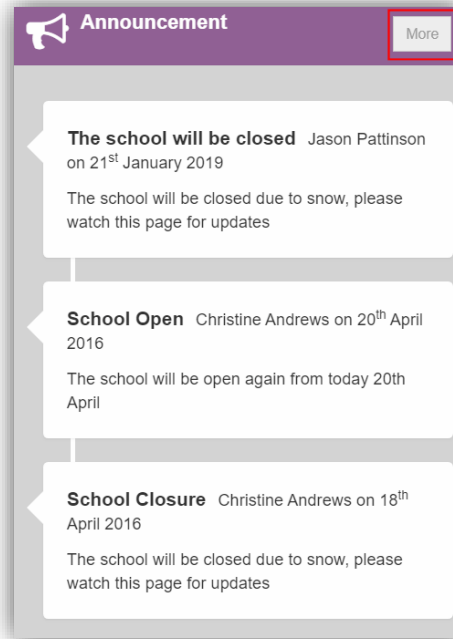 Announcement
More
The school will be closed Jason Pattinson
on 21st January 2019
The school will be closed due to snow, please
watch this page for updates
School Open Christine Andrews on 20th April
2016
The school will be open again from today 20th
April
School Closure Christine Andrews on 18th
April 2016
The school will be closed due to snow, please
watch this page for updates